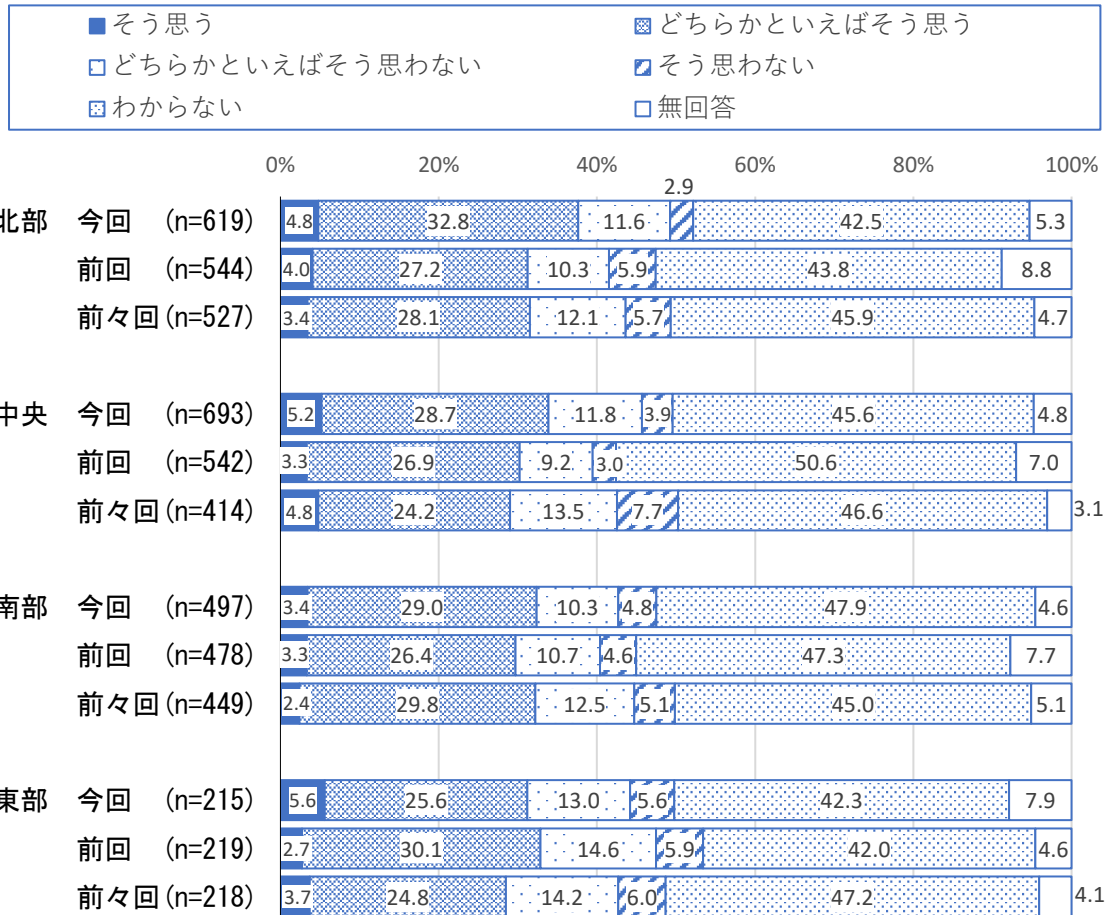 そう思う どちらかといえばそう思う
どちらかといえばそう思わない そう思わない
わからない 無回答
0% 20% 40% 60% 80% 100%
2.9
北部 今回 (n=619) 4.8 32.8 11.6 42.5 5.3
前回 (n=544) 4.0 27.2 10.3 5.9 43.8 8.8
前々回(n=527) 3.4 28.1 12.1 5.7 45.9 4.7
中央 今回 (n=693) 5.2 28.7 11.8 3.9 45.6 4.8
前回 (n=542) 3.3 26.9 9.2 3.0 50.6 7.0
前々回(n=414) 4.8 24.2 13.5 7.7 46.6 3.1
南部 今回 (n=497) 3.4 29.0 10.3 4.8 47.9 4.6
前回 (n=478) 3.3 26.4 10.7 4.6 47.3 7.7
前々回(n=449) 2.4 29.8 12.5 5.1 45.0 5.1
東部 今回 (n=215) 5.6 25.6 13.0 5.6 42.3 7.9
前回 (n=219) 2.7 30.1 14.6 5.9 42.0 4.6
前々回(n=218) 3.7 24.8 14.2 6.0 47.2 4.1